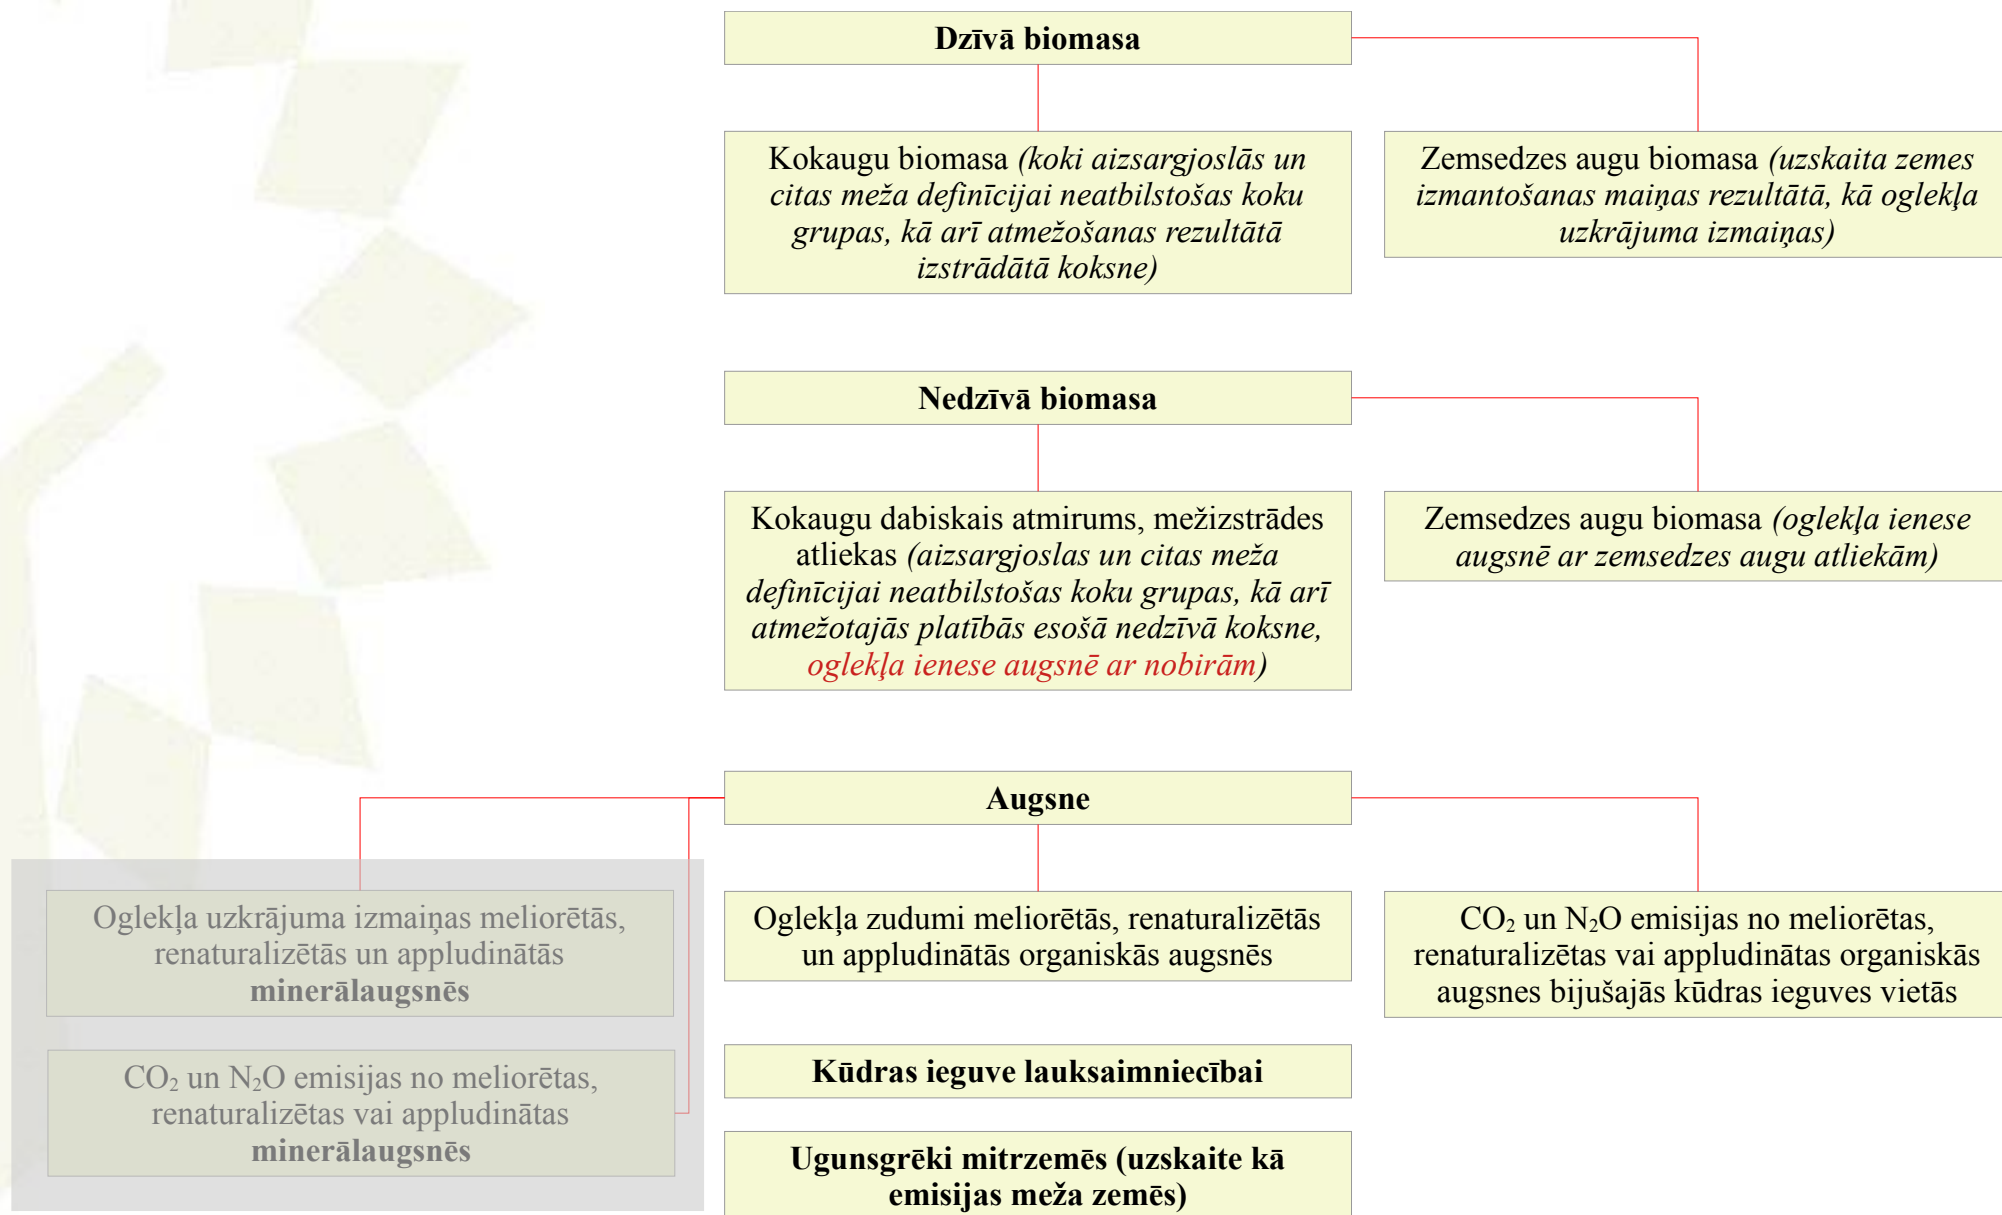 Dzīvā biomasa
Kokaugu biomasa (koki aizsargjoslās un
citas meža definīcijai neatbilstošas koku
grupas, kā arī atmežošanas rezultātā
izstrādātā koksne)
Zemsedzes augu biomasa (uzskaita zemes
izmantošanas maiņas rezultātā, kā oglekļa
uzkrājuma izmaiņas)
Nedzīvā biomasa
Kokaugu dabiskais atmirums, mežizstrādes
atliekas (aizsargjoslas un citas meža
definīcijai neatbilstošas koku grupas, kā arī
atmežotajās platībās esošā nedzīvā koksne,
oglekļa ienese augsnē ar nobirām)
Zemsedzes augu biomasa (oglekļa ienese
augsnē ar zemsedzes augu atliekām)
Augsne
Oglekļa uzkrājuma izmaiņas meliorētās,
renaturalizētās un appludinātās
minerālaugsnēs
Oglekļa zudumi meliorētās, renaturalizētās
un appludinātās organiskās augsnēs
CO₂ un N₂O emisijas no meliorētas,
renaturalizētas vai appludinātas organiskās
augsnes bijušajās kūdras ieguves vietās
CO₂ un N₂O emisijas no meliorētas,
renaturalizētas vai appludinātas
minerālaugsnēs
Kūdras ieguve lauksaimniecībai
Ugunsgrēki mitrzemēs (uzskaite kā
emisijas meža zemēs)